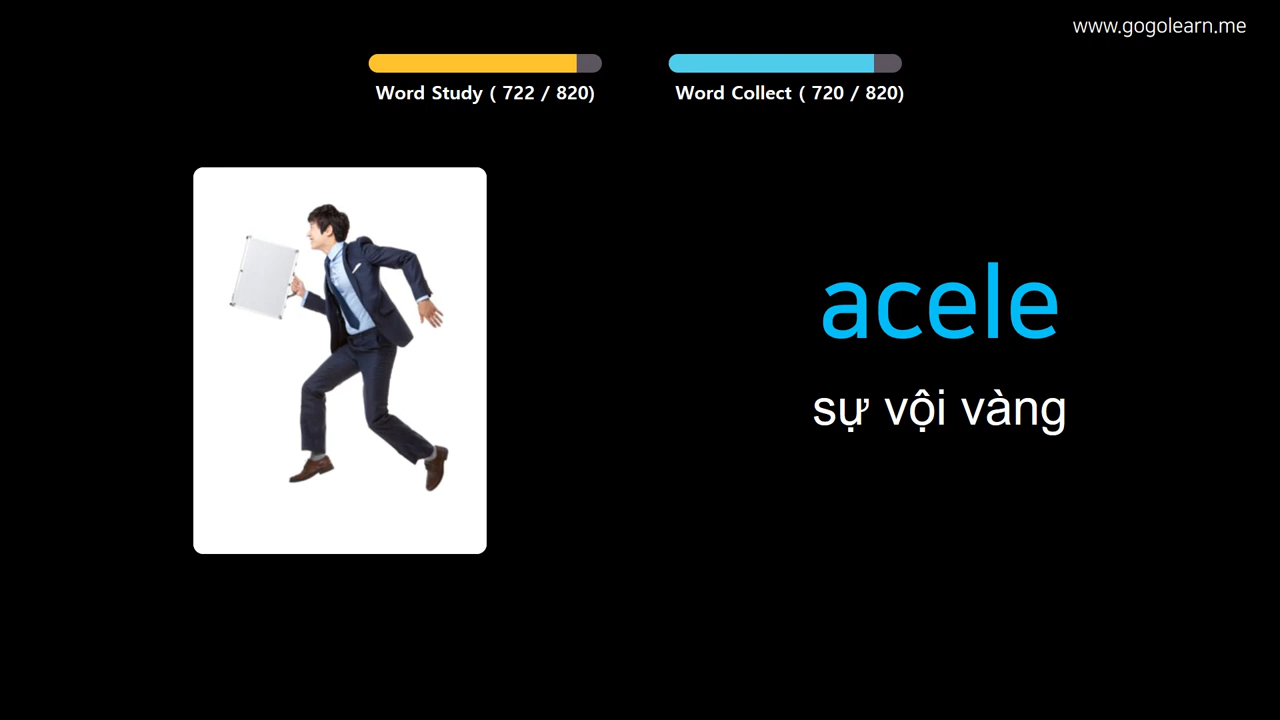 www.gogolearn.me
Word Study ( 722 / 820)
Word Collect ( 720 / 820)
acele
sự vội vàng